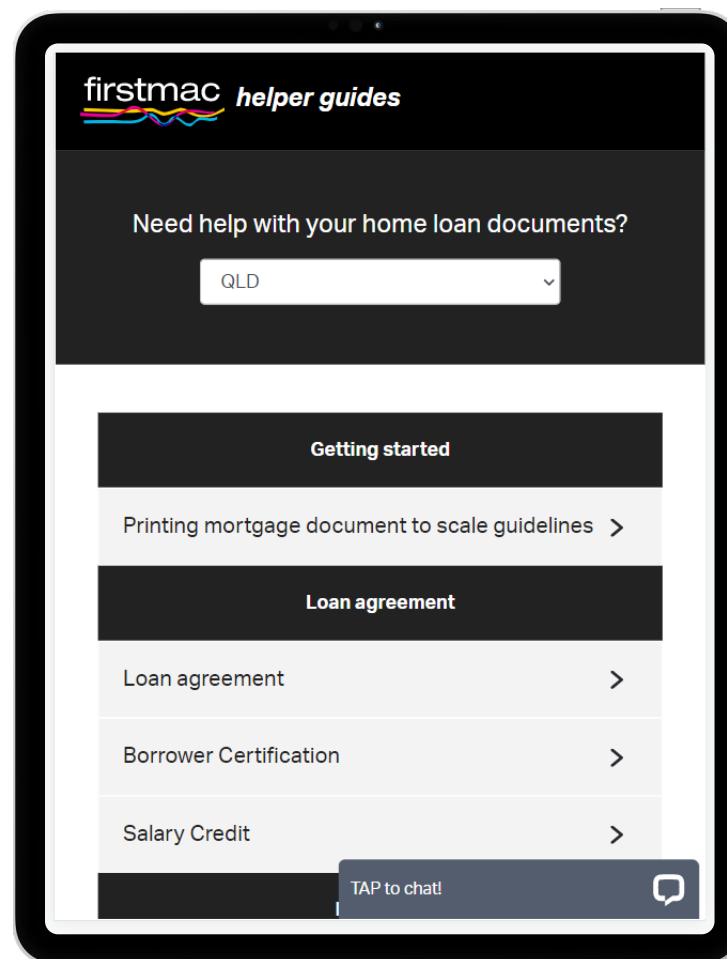 firstmac helper guides
Need help with your home loan documents?
QLD
Getting started
Printing mortgage document to scale guidelines
Loan agreement
Loan agreement
Borrower Certification
Salary Credit
TAP to chat!